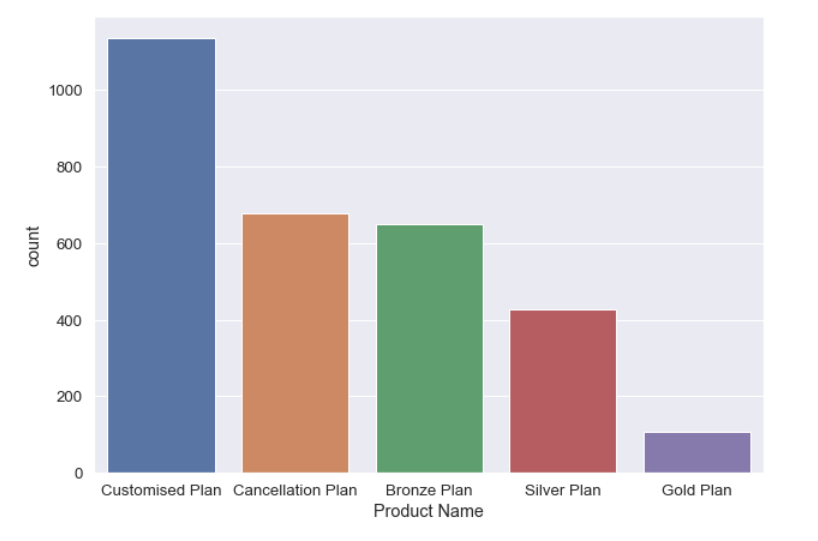 1000
800
600
400
200
0
count
Customised Plan Cancellation Plan Bronze Plan Silver Plan Gold Plan
Product Name